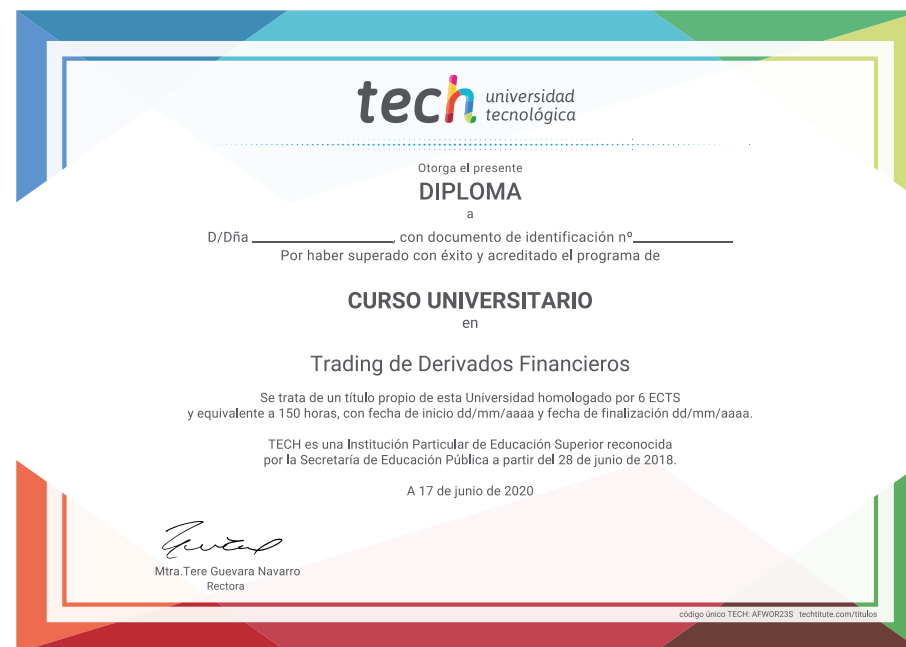 tech universidad
tecnológica
Otorga el presente
DIPLOMA
a
D/Dña ____________________, con documento de identificación nº______________
Por haber superado con éxito y acreditado el programa de
CURSO UNIVERSITARIO
en
Trading de Derivados Financieros
Se trata de un título propio de esta Universidad homologado por 6 ECTS
y equivalente a 150 horas, con fecha de inicio dd/mm/aaaa y fecha de finalización dd/mm/aaaa.
TECH es una Institución Particular de Educación Superior reconocida
por la Secretaría de Educación Pública a partir del 28 de junio de 2018.
A 17 de junio de 2020
Mtra.Tere Guevara Navarro
Rectora
código único TECH: AFWOR23S techtitute.com/titulos